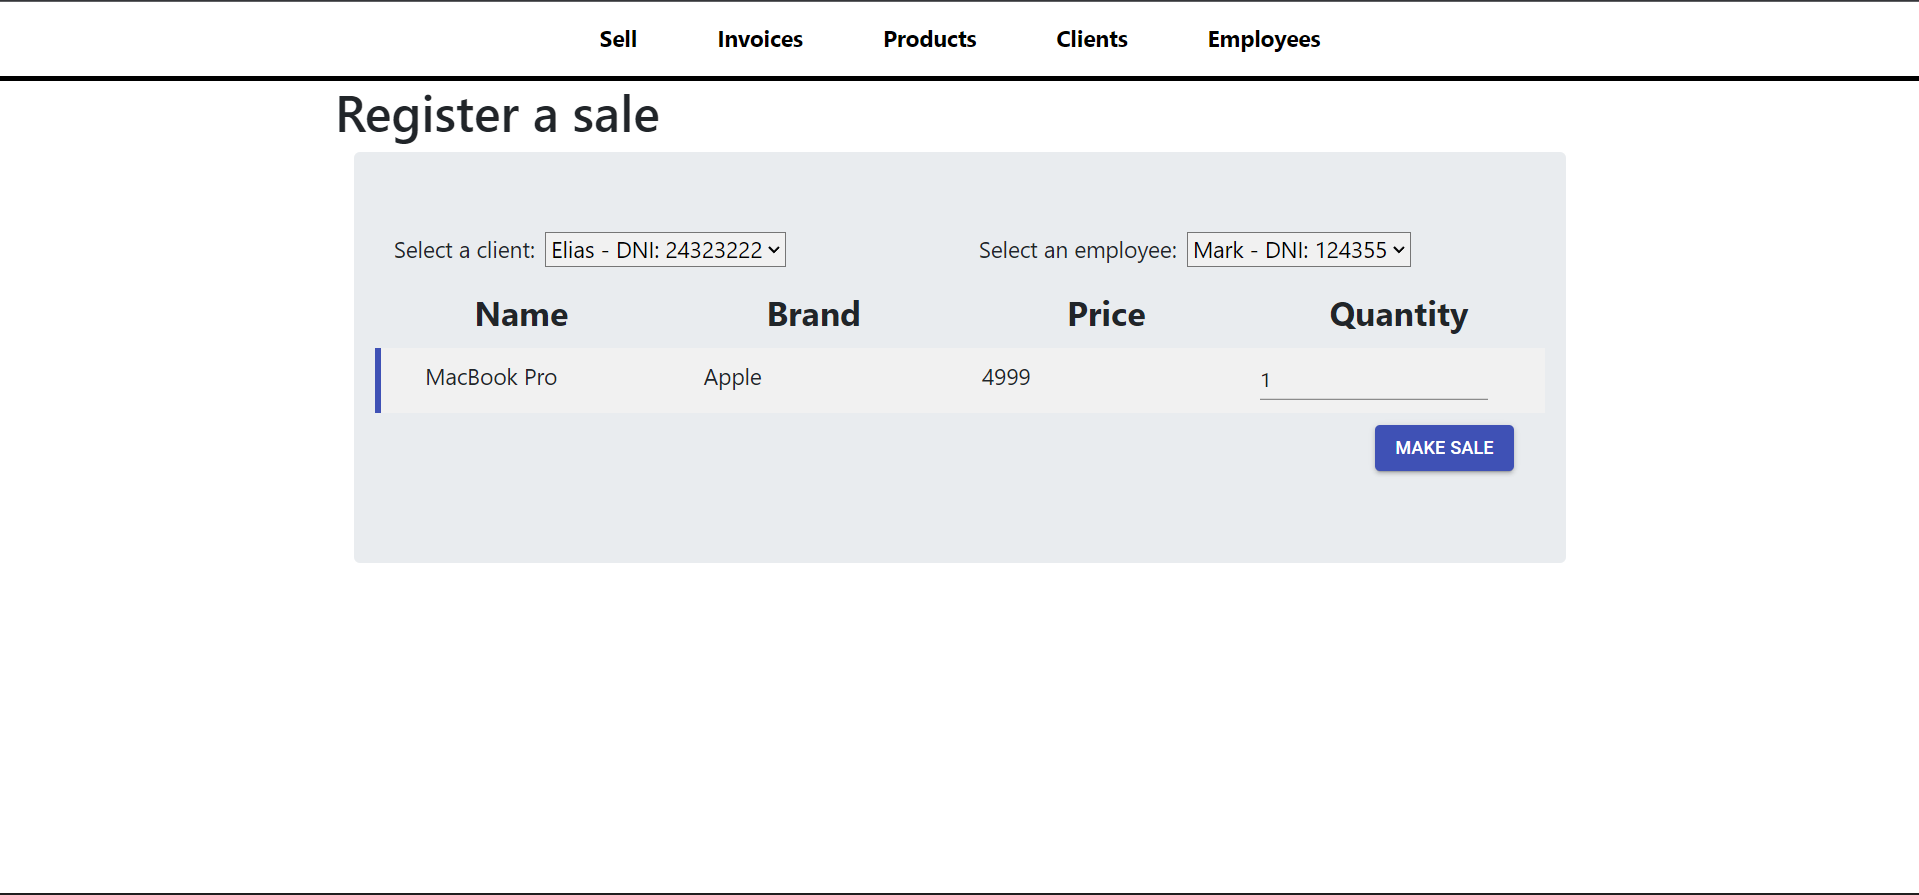 Sell Invoices Products Clients Employees
Register a sale
Select a client: Elias - DNI: 24323222 Select an employee: Mark - DNI: 124355
Name Brand Price Quantity
MacBook Pro Apple 4999 1
MAKE SALE